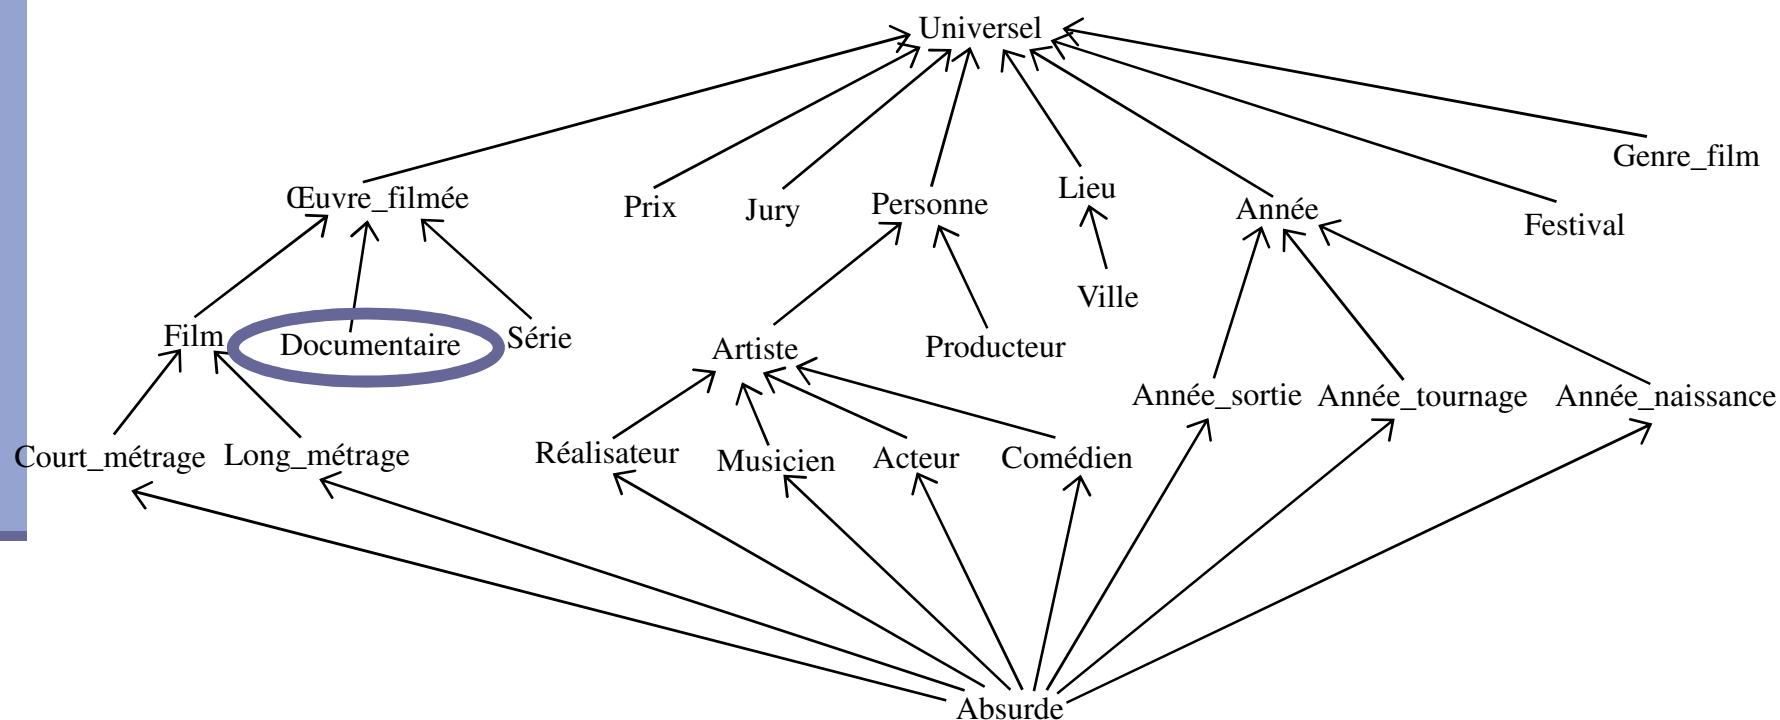 Universel
Genre_film
Œuvre_filmée
Prix
Jury
Personne
Lieu
Année
Festival
Ville
Film
Documentaire
Série
Artiste
Producteur
Année_sortie
Année_tournage
Année_naissance
Court_métrage
Long_métrage
Réalisateur
Musicien
Acteur
Comédien
Absurde